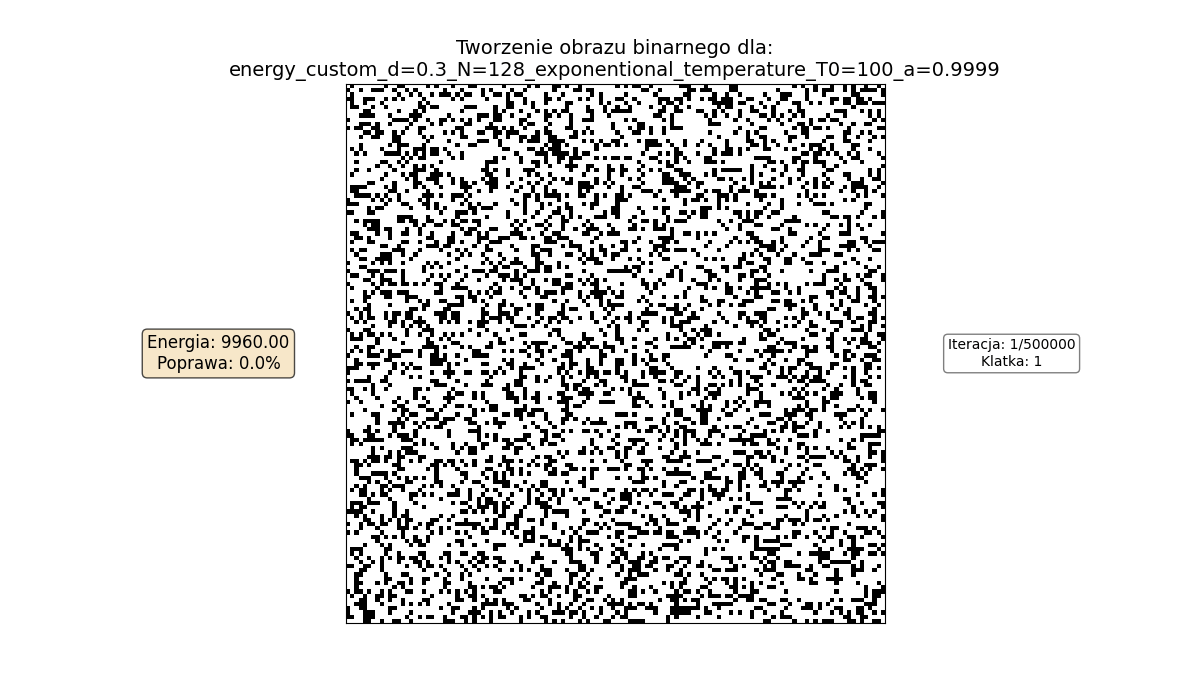 Tworzenie obrazu binarnego dla:
energy_custom_d=0.3_N=128_exponentional_temperature_T0=100_a=0.9999
Energia: 9960.00
Poprawa: 0.0%
Iteracja: 1/500000
Klatka: 1